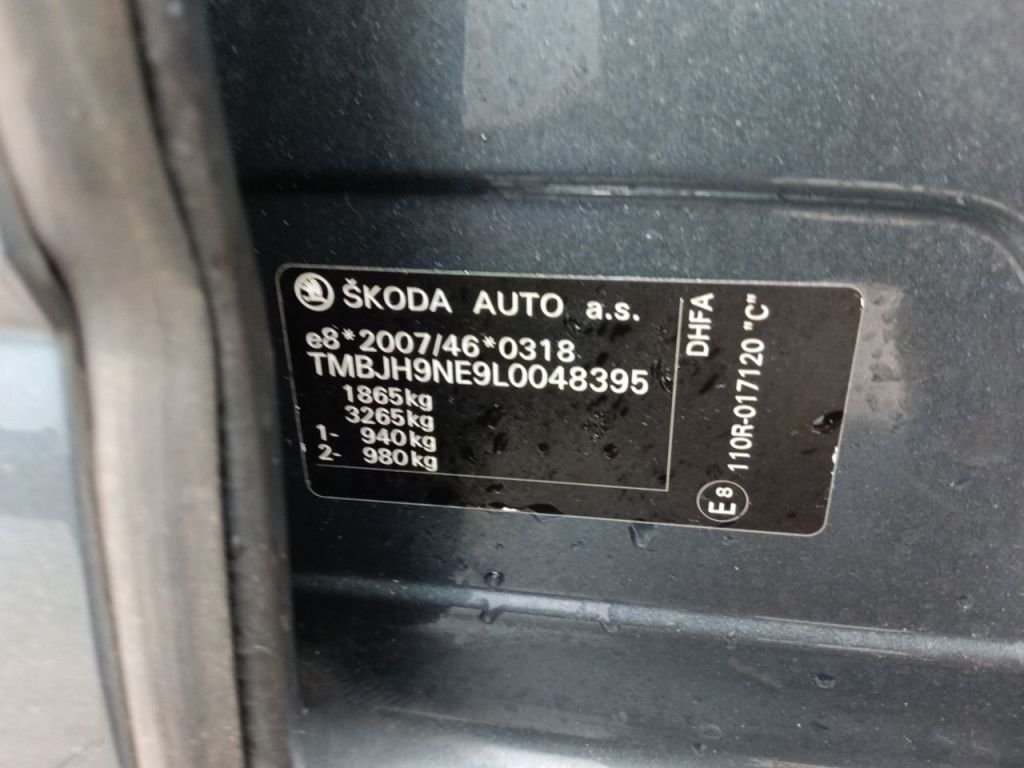 ŠKODA AUTO a.s.
e8*2007/46*0318
TMBJH9NE9L0048395
1865kg
3265kg
1- 940kg
2- 980kg
DHFA
E8 110R-017120 "C"